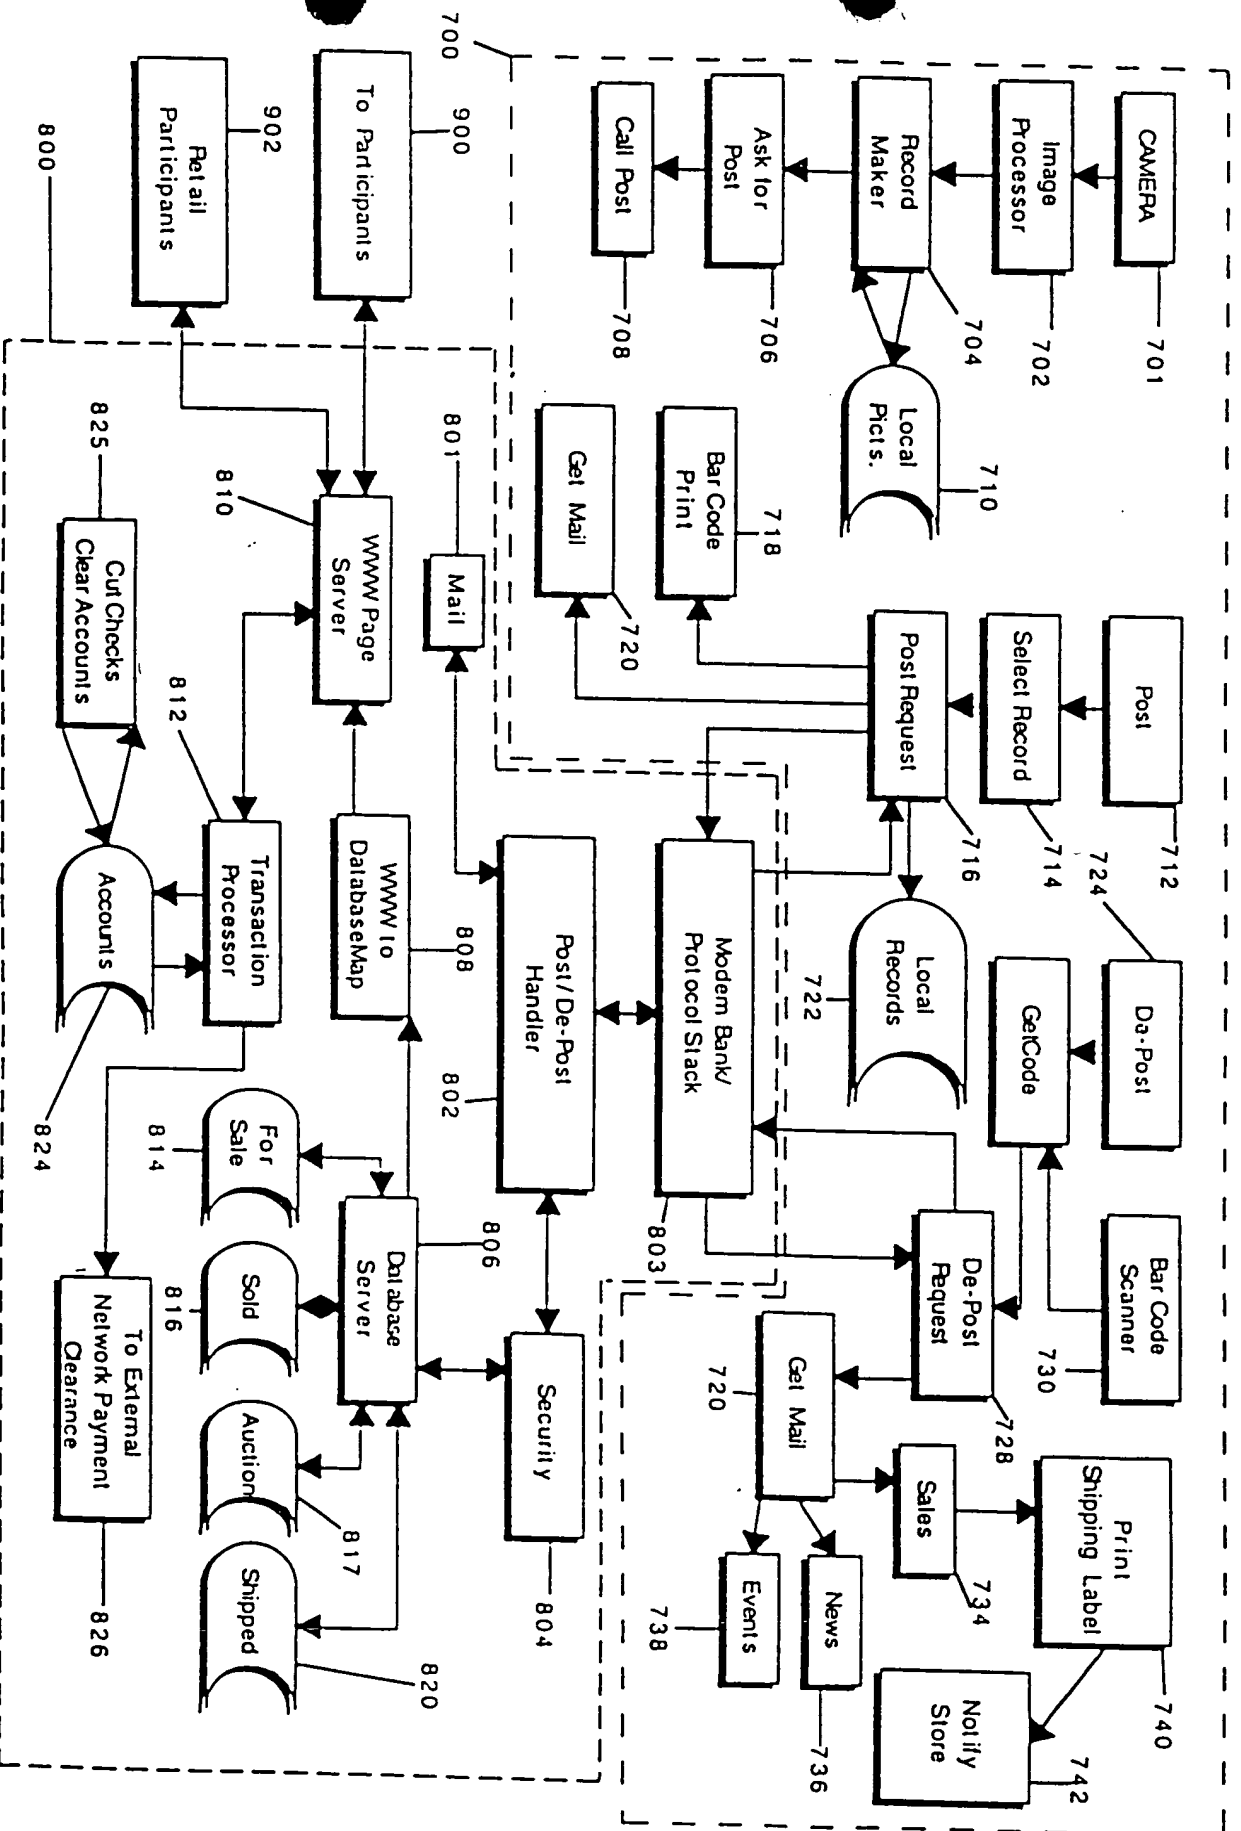 700
CAMERA
701
Image
Processor
702
Record
Maker
704
Ask for
Post
706
Call Post
708
Local
Picts.
710
Post
712
Select Record
714
Post Request
716
Bar Code
Print
718
Get Mail
720
Local
Records
722
De-Post
724
GetCode
Bar Code
Scanner
730
De-Post
Request
728
Get Mail
720
Sales
734
News
736
Events
738
Print
Shipping Label
740
Notify
Store
742
To Participants
900
Retail
Participants
902
800
Mail
801
Modem Bank/
Protocol Stack
803
Post/De-Post
Handler
802
Security
804
WWW Page
Server
810
WWW to
Database Map
808
Database
Server
806
Cut Checks
Clear Accounts
825
Transaction
Processor
812
Accounts
824
For
Sale
814
Sold
816
Auction
817
Shipped
820
To External
Network Payment
Clearance
826